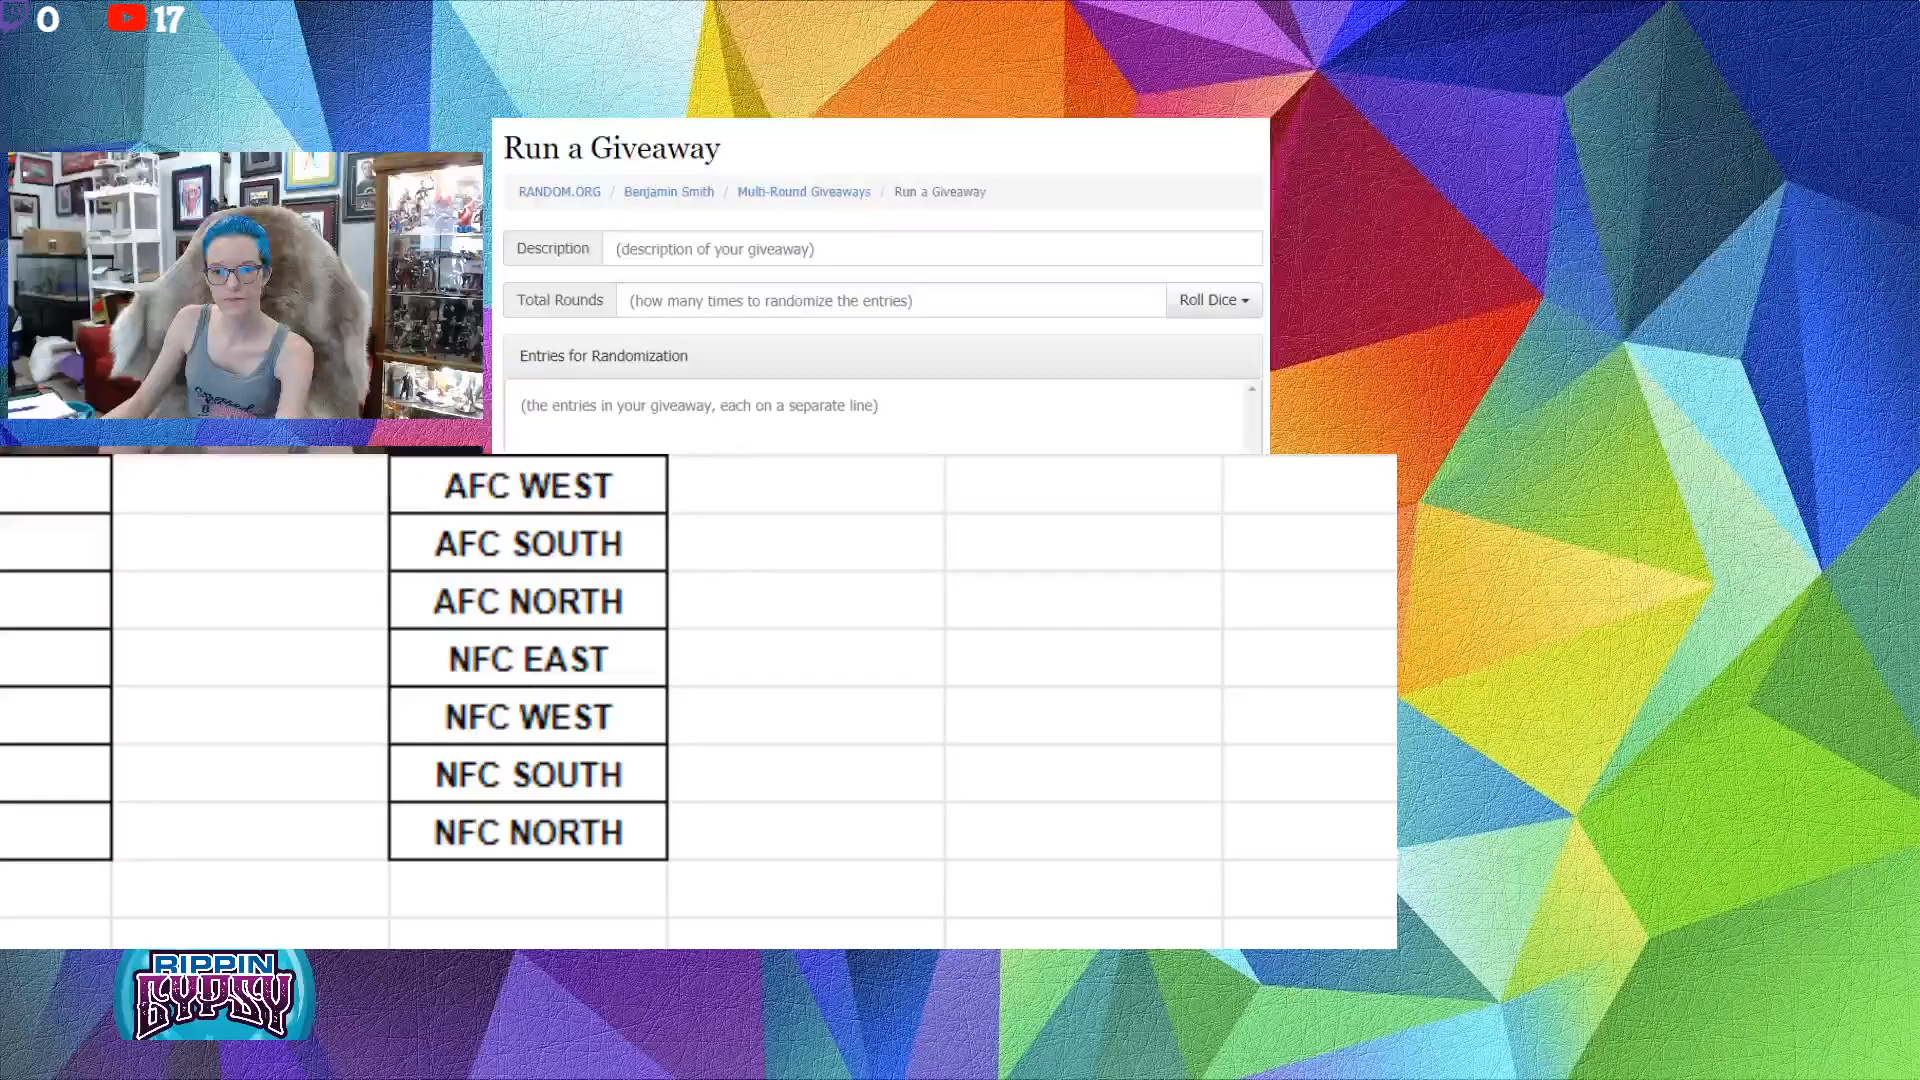 0 17
Run a Giveaway
RANDOM.ORG / Benjamin Smith / Multi-Round Giveaways / Run a Giveaway
Description (description of your giveaway)
Total Rounds (how many times to randomize the entries) Roll Dice
Entries for Randomization
(the entries in your giveaway, each on a separate line)
AFC WEST
AFC SOUTH
AFC NORTH
NFC EAST
NFC WEST
NFC SOUTH
NFC NORTH
RIPPIN
GYPSY